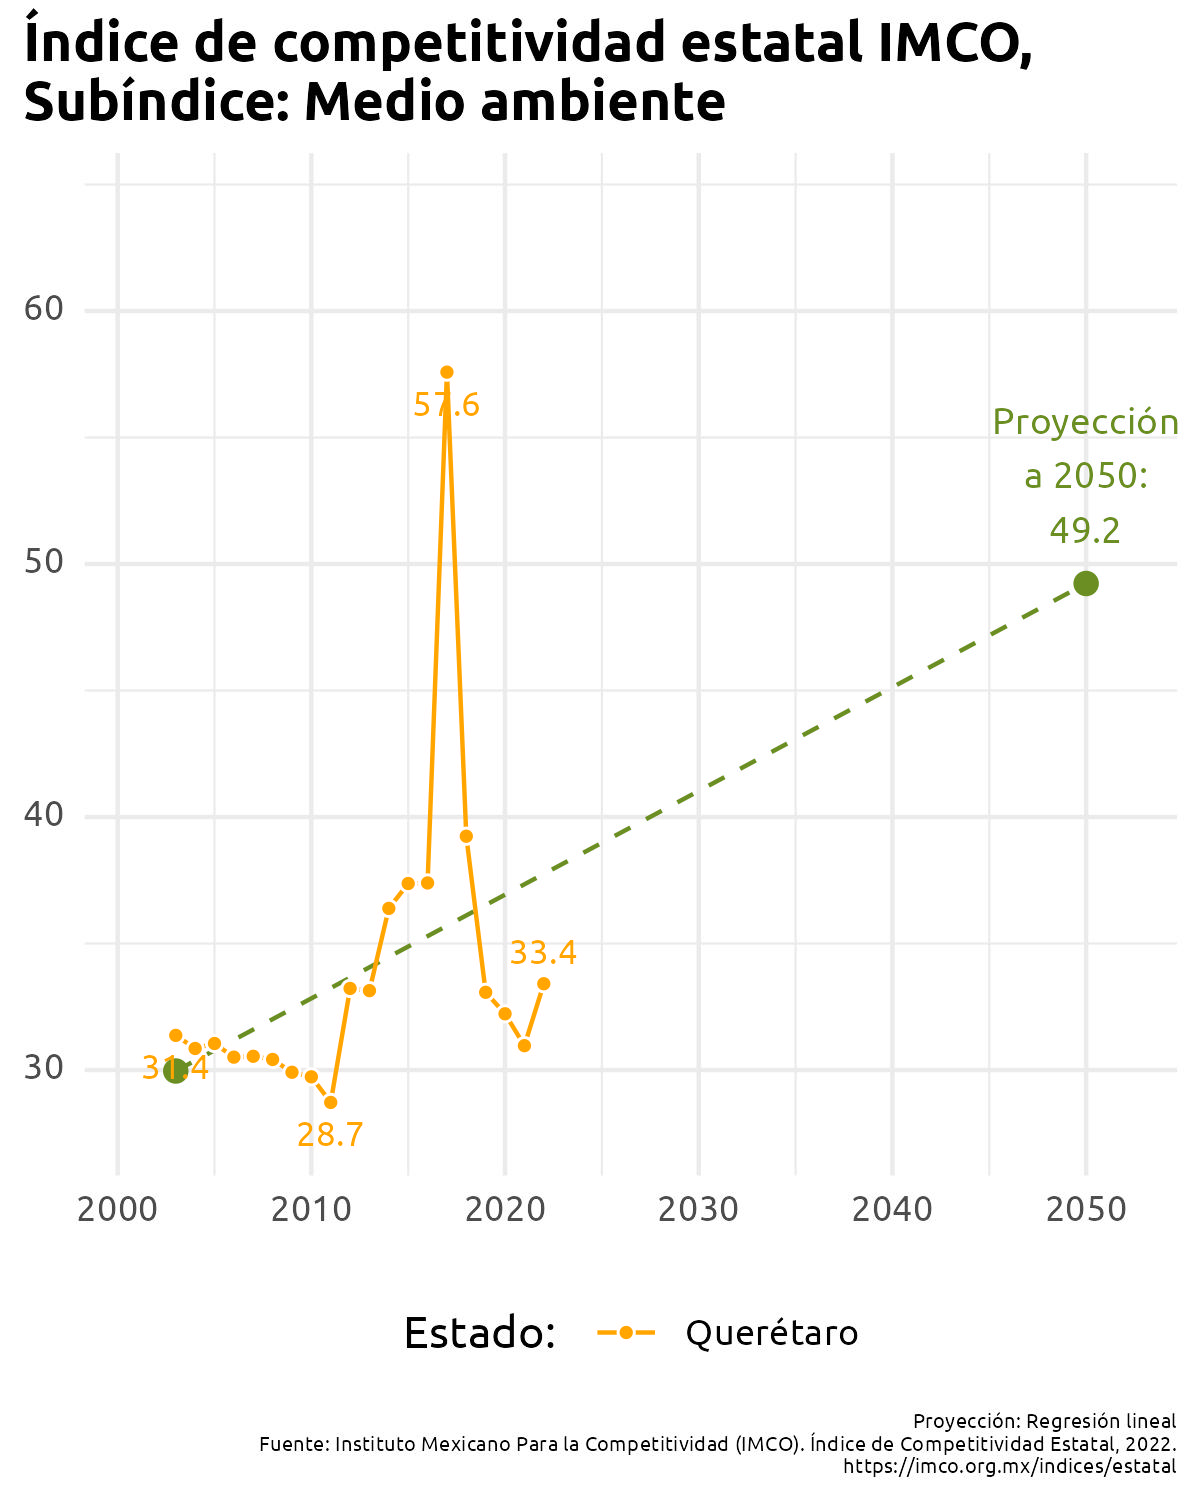 Índice de competitividad estatal IMCO,
Subíndice: Medio ambiente
60
50
40
30
57.6
Proyección
a 2050:
49.2
33.4
31.4
28.7
2000 2010 2020 2030 2040 2050
Estado: Querétaro
Proyección: Regresión lineal
Fuente: Instituto Mexicano Para la Competitividad (IMCO). Índice de Competitividad Estatal, 2022.
https://imco.org.mx/indices/estatal